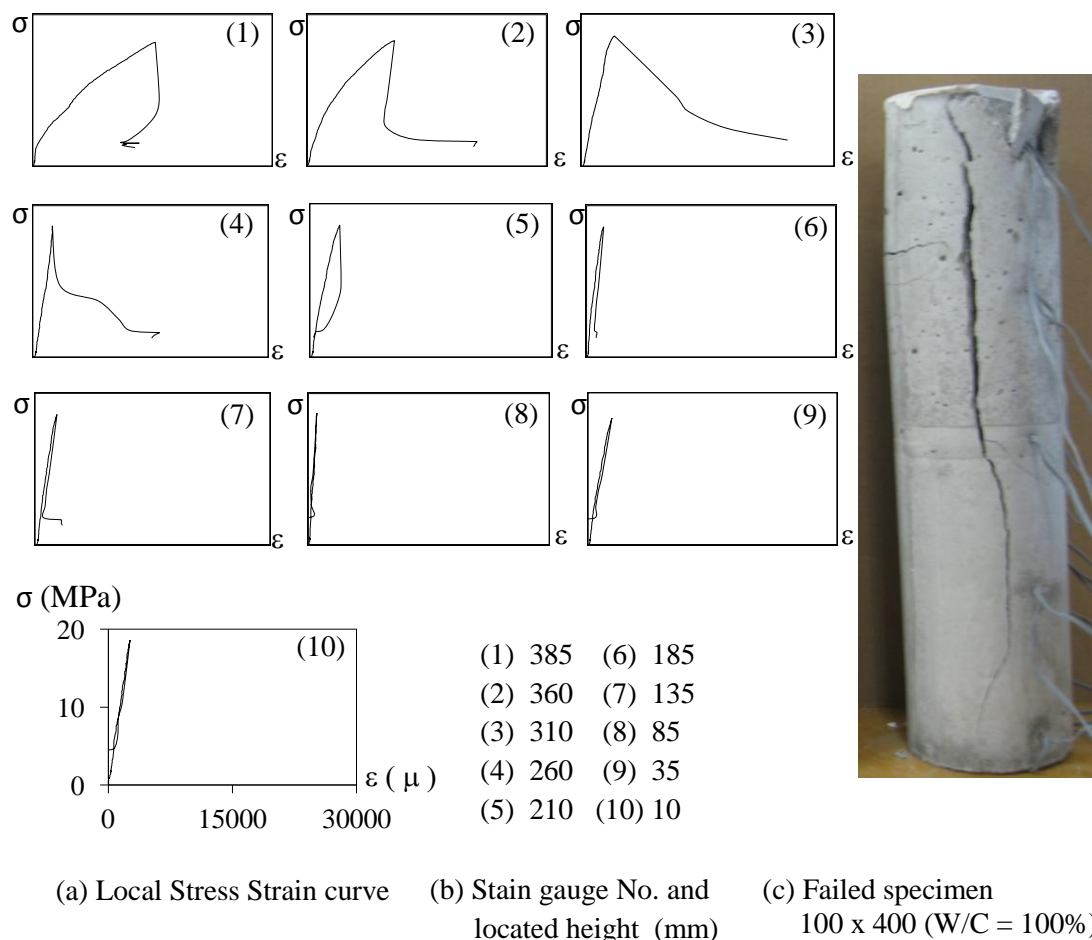 σ (1) ε
σ (2) ε
σ (3) ε
σ (4) ε
σ (5) ε
σ (6) ε
σ (7) ε
σ (8) ε
σ (9) ε
σ (MPa)
20
10
0
(10)
ε ( μ )
0 15000 30000
(1) 385 (6) 185
(2) 360 (7) 135
(3) 310 (8) 85
(4) 260 (9) 35
(5) 210 (10) 10
(a) Local Stress Strain curve
(b) Stain gauge No. and
located height (mm)
(c) Failed specimen
100 x 400 (W/C = 100%)